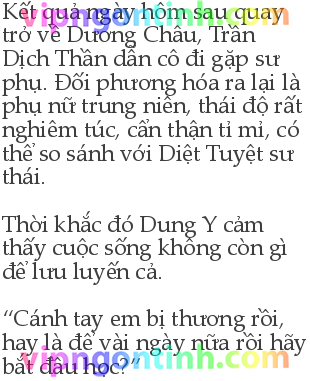 Kết quả ngày hôm sau quay
trở về Dương Châu, Trần
Dịch Thần dẫn cô đi gặp sư
phụ. Đối phương hóa ra lại là
phụ nữ trung niên, thái độ rất
nghiêm túc, cẩn thận tỉ mỉ, có
thể so sánh với Diệt Tuyệt sư
thái.
Thời khắc đó Dung Y cảm
thấy cuộc sống không còn gì
để lưu luyến cả.
“Cánh tay em bị thương rồi,
hay là để vài ngày nữa rồi hãy
bắt đầu học?”
vipngontinh.com
vipngontinh.com
vipngontinh.com